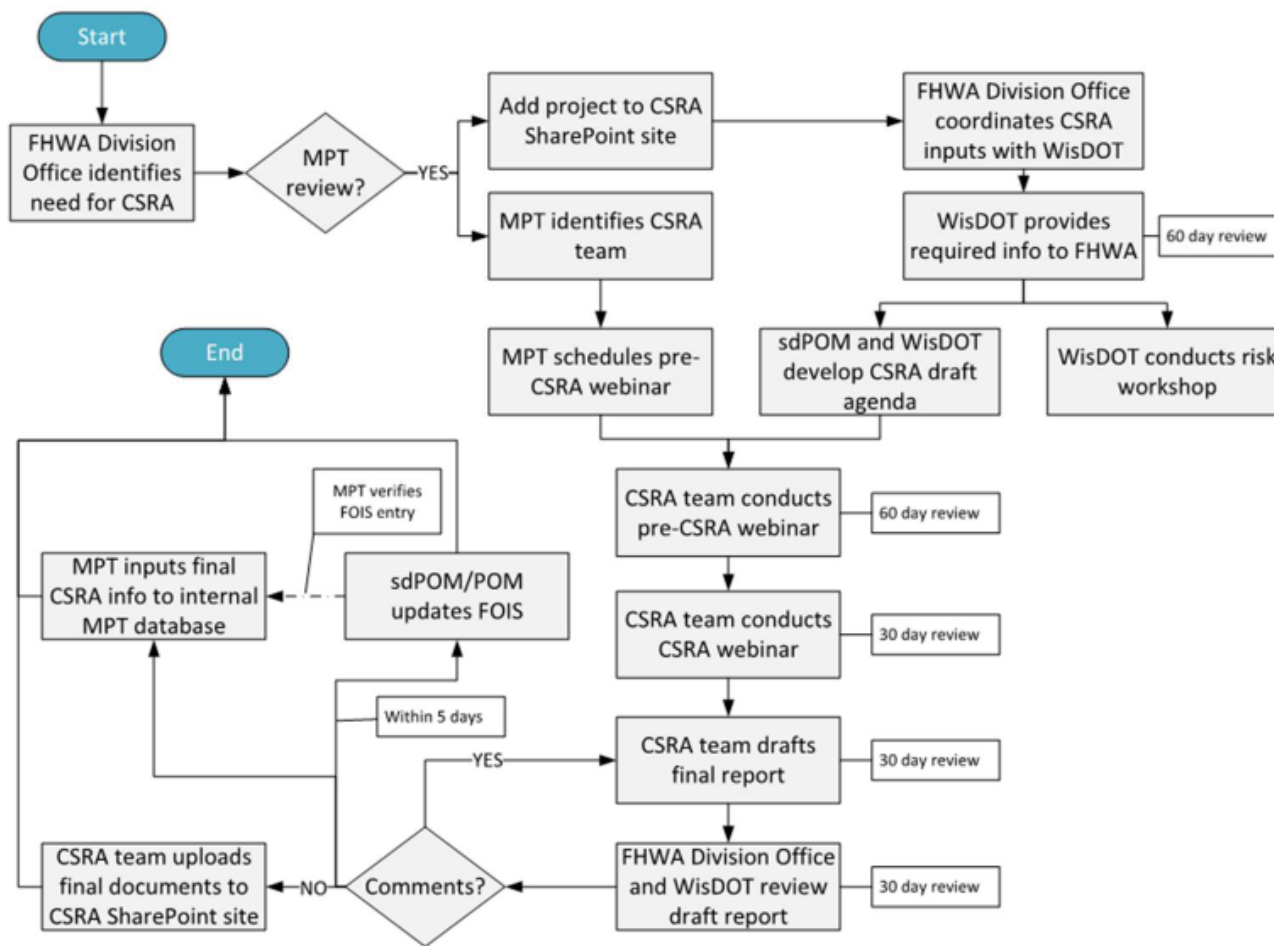 Start
FHWA Division
Office identifies
need for CSRA
MPT
review?
YES
Add project to CSRA
SharePoint site
FHWA Division Office
coordinates CSRA
inputs with WisDOT
MPT identifies CSRA
team
WisDOT provides
required info to FHWA
60 day review
End
MPT schedules pre-
CSRA webinar
sdPOM and WisDOT
develop CSRA draft
agenda
WisDOT conducts risk
workshop
MPT verifies
FOIS entry
CSRA team conducts
pre-CSRA webinar
60 day review
MPT inputs final
CSRA info to internal
MPT database
sdPOM/POM
updates FOIS
CSRA team conducts
CSRA webinar
30 day review
Within 5 days
YES
CSRA team drafts
final report
30 day review
CSRA team uploads
final documents to
CSRA SharePoint site
NO
Comments?
FHWA Division Office
and WisDOT review
draft report
30 day review